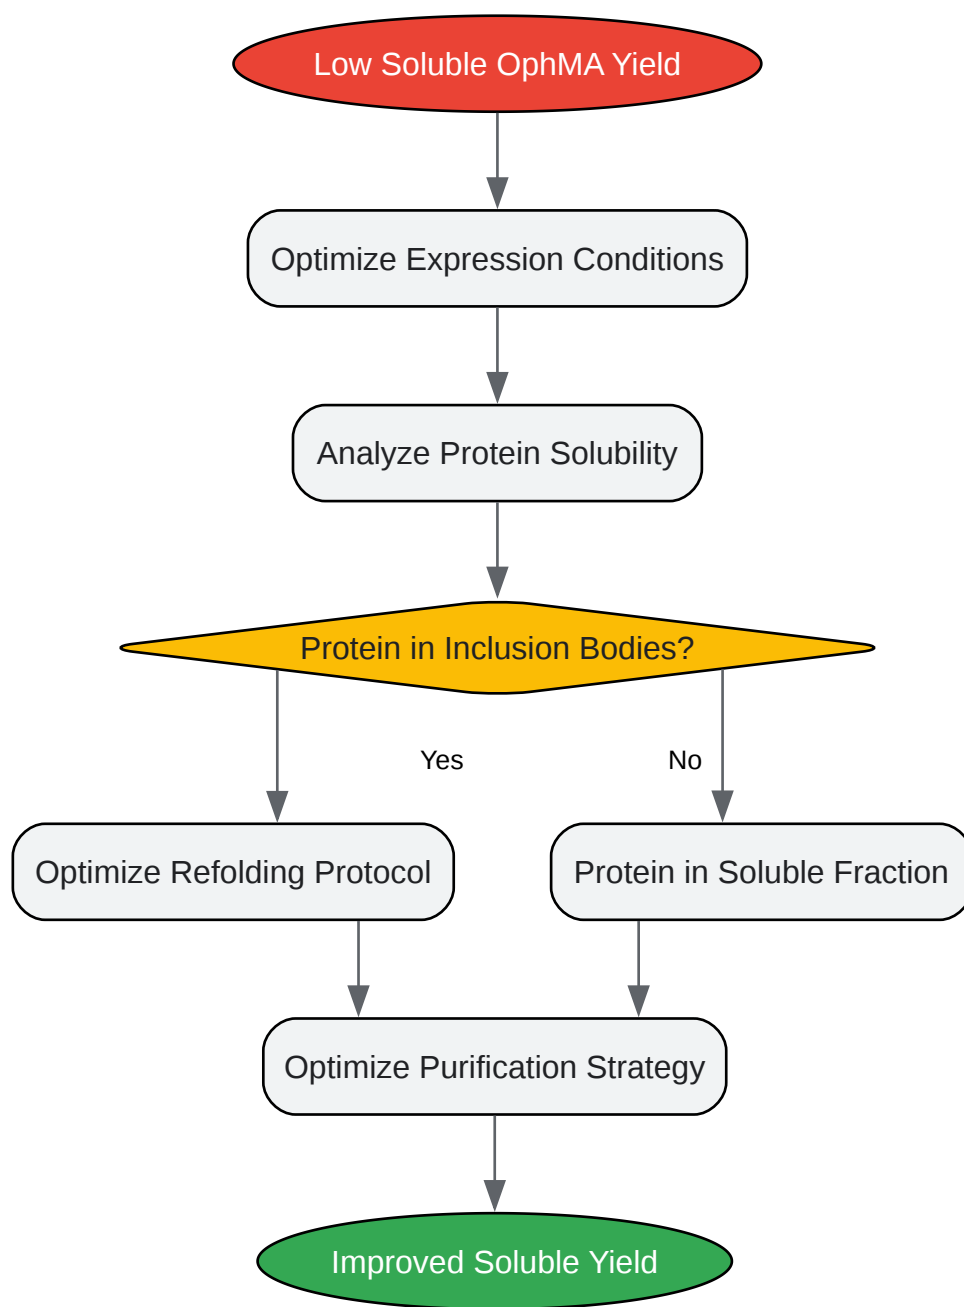 Low Soluble OphMA Yield
Optimize Expression Conditions
Analyze Protein Solubility
Protein in Inclusion Bodies?
Yes
No
Optimize Refolding Protocol
Protein in Soluble Fraction
Optimize Purification Strategy
Improved Soluble Yield